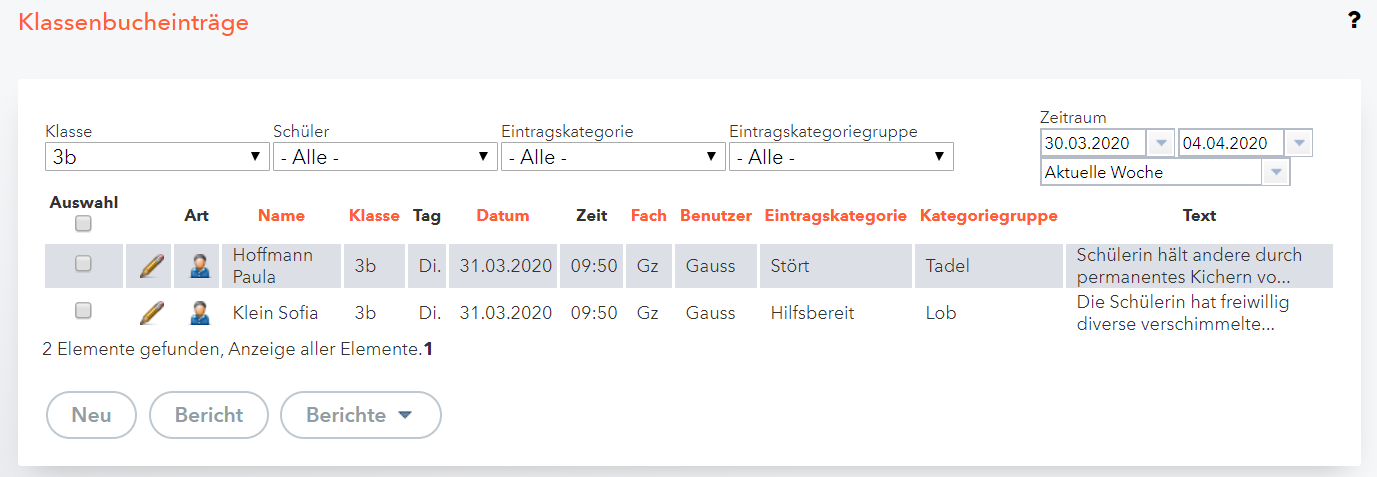 Klassenbucheinträge ?
Klasse Schüler Eintragskategorie Eintragskategoriegruppe Zeitraum
3b - Alle - - Alle - - Alle - 30.03.2020 04.04.2020
Aktuelle Woche
Auswahl Art Name Klasse Tag Datum Zeit Fach Benutzer Eintragskategorie Kategoriegruppe Text
Hoffmann Paula 3b Di. 31.03.2020 09:50 Gz Gauss Stört Tadel Schülerin hält andere durch permanentes Kichern vo...
Klein Sofia 3b Di. 31.03.2020 09:50 Gz Gauss Hilfsbereit Lob Die Schülerin hat freiwillig diverse verschimmelte...
2 Elemente gefunden, Anzeige aller Elemente.1
Neu Bericht Berichte